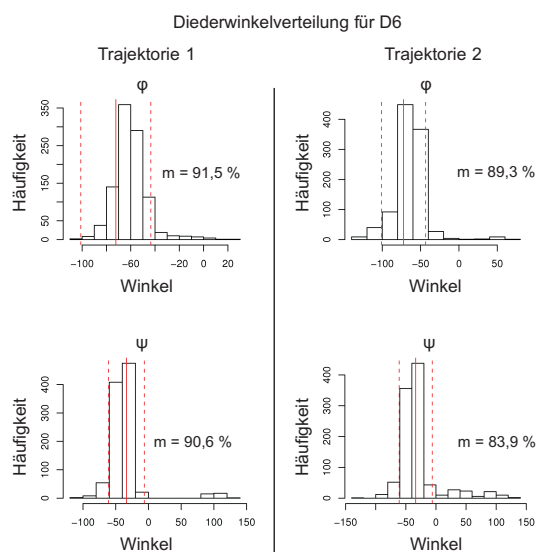 Diederwinkelverteilung für D6
Trajektorie 1
Trajektorie 2
φ
Häufigkeit
0 50 150 250 350
m = 91,5 %
−100 −60 −20 0 20
Winkel
φ
Häufigkeit
0 100 200 300 400
m = 89,3 %
−100 −50 0 50
Winkel
ψ
Häufigkeit
0 100 200 300 400
m = 90,6 %
−100 −50 0 50 100 150
Winkel
ψ
Häufigkeit
0 100 200 300 400
m = 83,9 %
−150 −50 0 50 100 150
Winkel